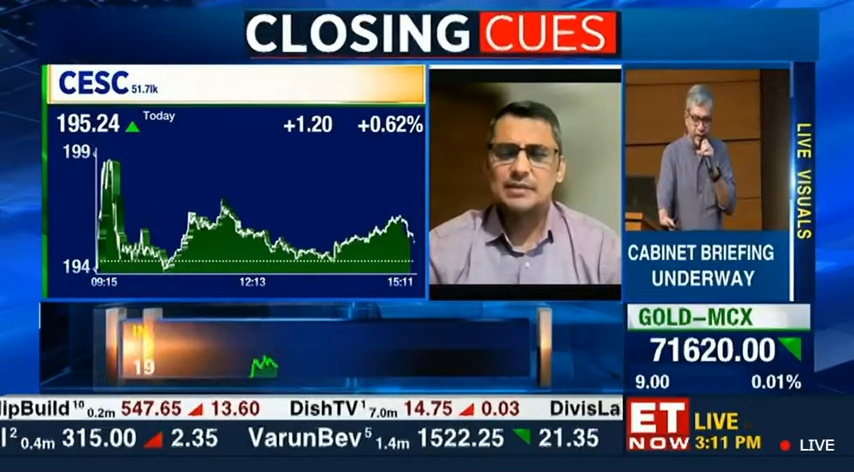 CLOSING CUES
CESC 51.71k
195.24 Today +1.20 +0.62%
199
194
09:15 12:13 15:11
LIVE VISUALS
CABINET BRIEFING
UNDERWAY
GOLD–MCX
71620.00
9.00 0.01%
19
lipBuild 10 0.2m 547.65 13.60 DishTV 1 7.0m 14.75 0.03 DivisLa
l 2 0.4m 315.00 2.35 VarunBev 5 1.4m 1522.25 21.35
ET
NOW
LIVE
3:11 PM
LIVE